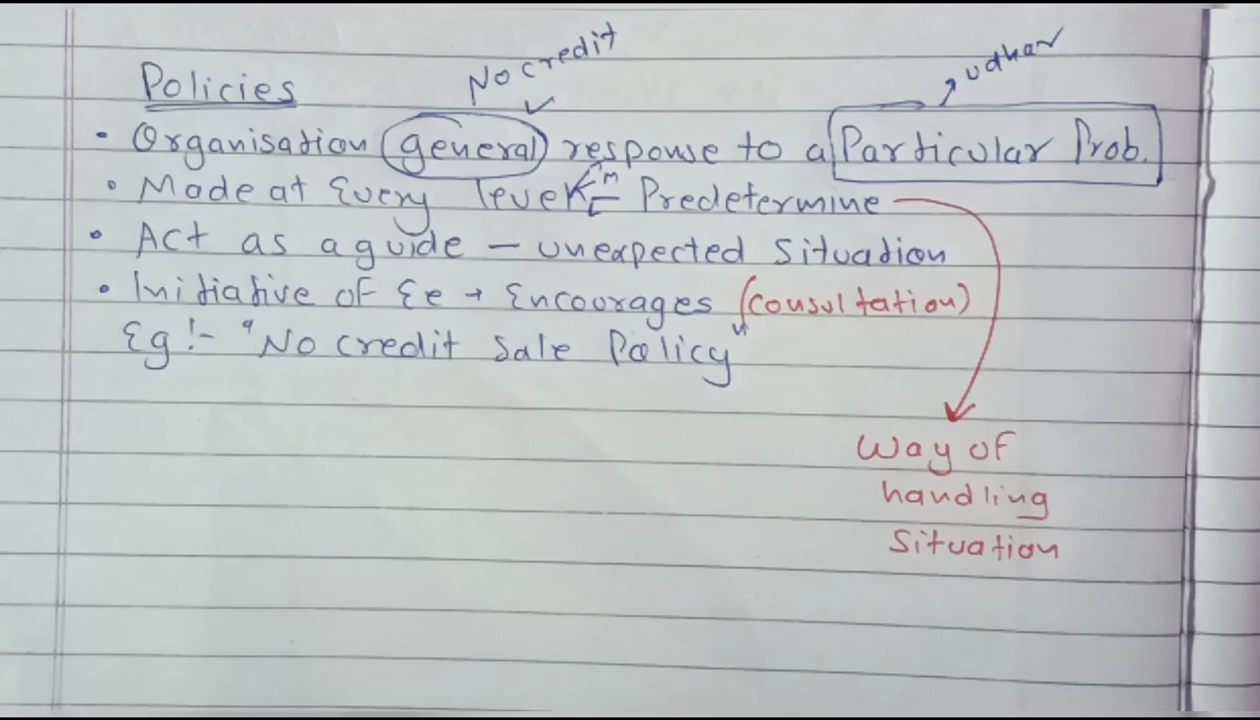 No credit
udhar
Policies
• Organisation general response to a Particular Prob.
• Made at Every level T M L Predetermine
• Act as a guide – unexpected Situation
• Initiative of Ee → Encourages (consultation)
Eg :- "No credit Sale Policy"
Way of
handling
Situation